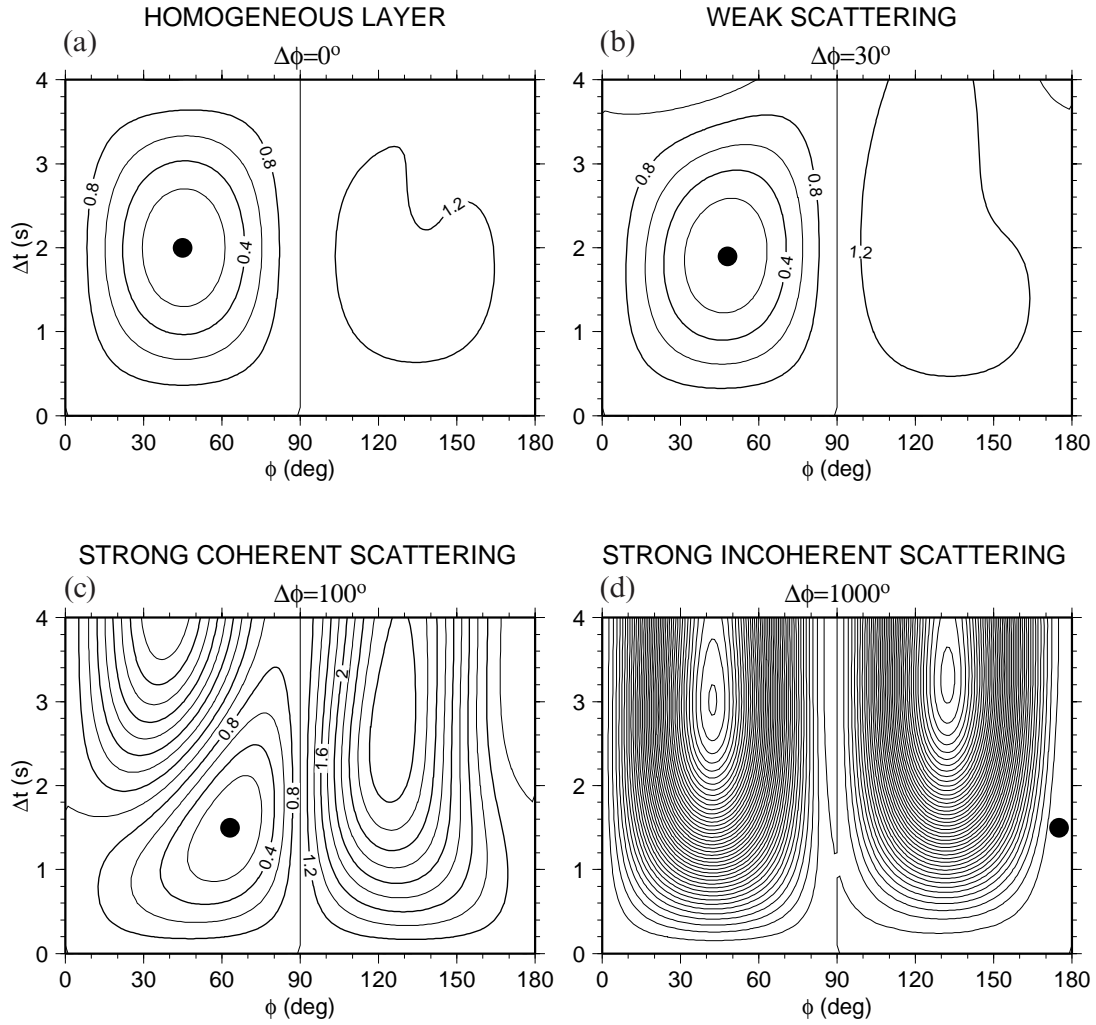 HOMOGENEOUS LAYER
(a)
Δϕ=0º
4
3
2
1
0
Δt (s)
0.8
0.8
0.4
1.2
0 30 60 90 120 150 180
ϕ (deg)
WEAK SCATTERING
(b)
Δϕ=30º
4
3
2
1
0
0.8
0.8
0.4
1.2
0 30 60 90 120 150 180
ϕ (deg)
STRONG COHERENT SCATTERING
(c)
Δϕ=100º
4
3
2
1
0
Δt (s)
0.8
2
1.6
0.8
0.4
1.2
0 30 60 90 120 150 180
ϕ (deg)
STRONG INCOHERENT SCATTERING
(d)
Δϕ=1000º
4
3
2
1
0
0 30 60 90 120 150 180
ϕ (deg)